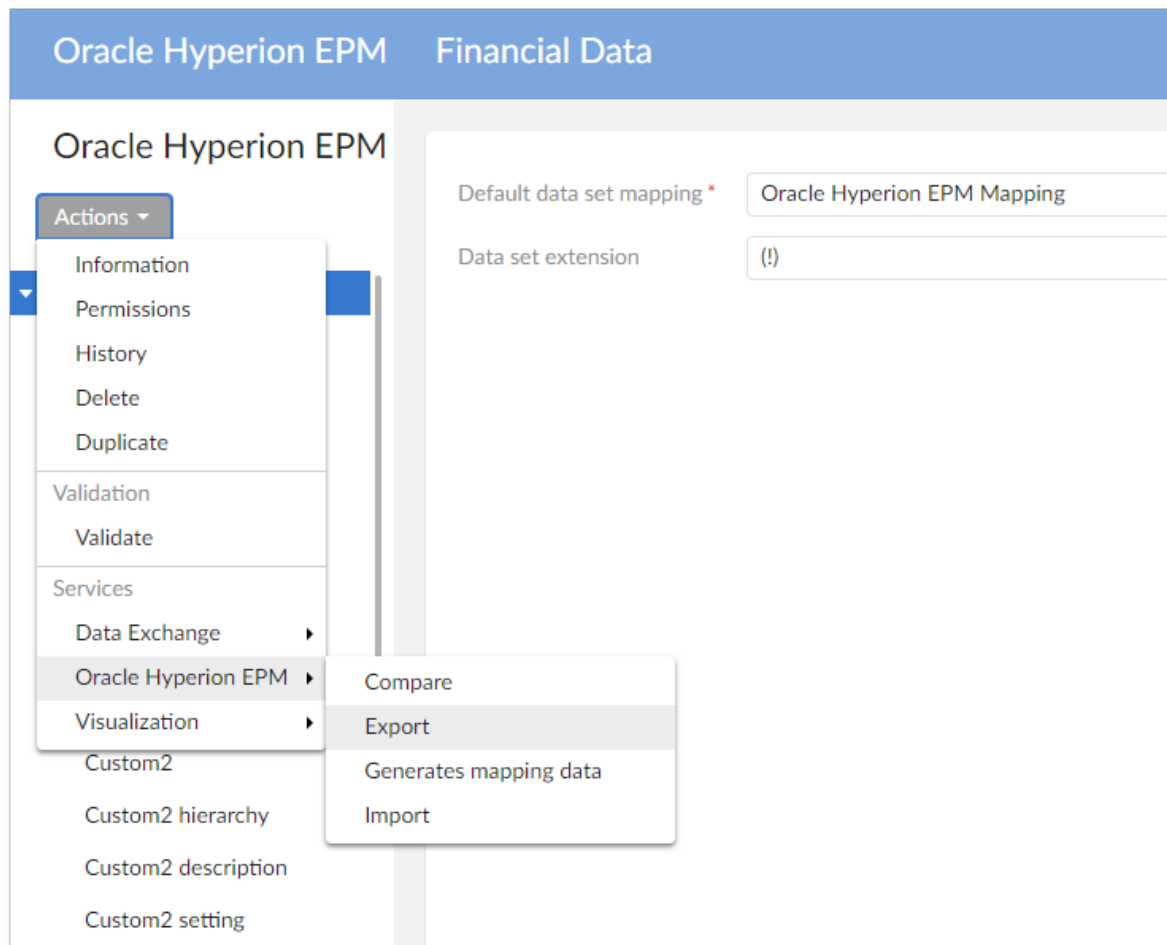 Oracle Hyperion EPM Financial Data
Oracle Hyperion EPM
Actions
Default data set mapping * Oracle Hyperion EPM Mapping
Data set extension (!)
Information
Permissions
History
Delete
Duplicate
Validation
Validate
Services
Data Exchange
Oracle Hyperion EPM
Visualization
Compare
Export
Generates mapping data
Import
Custom2
Custom2 hierarchy
Custom2 description
Custom2 setting